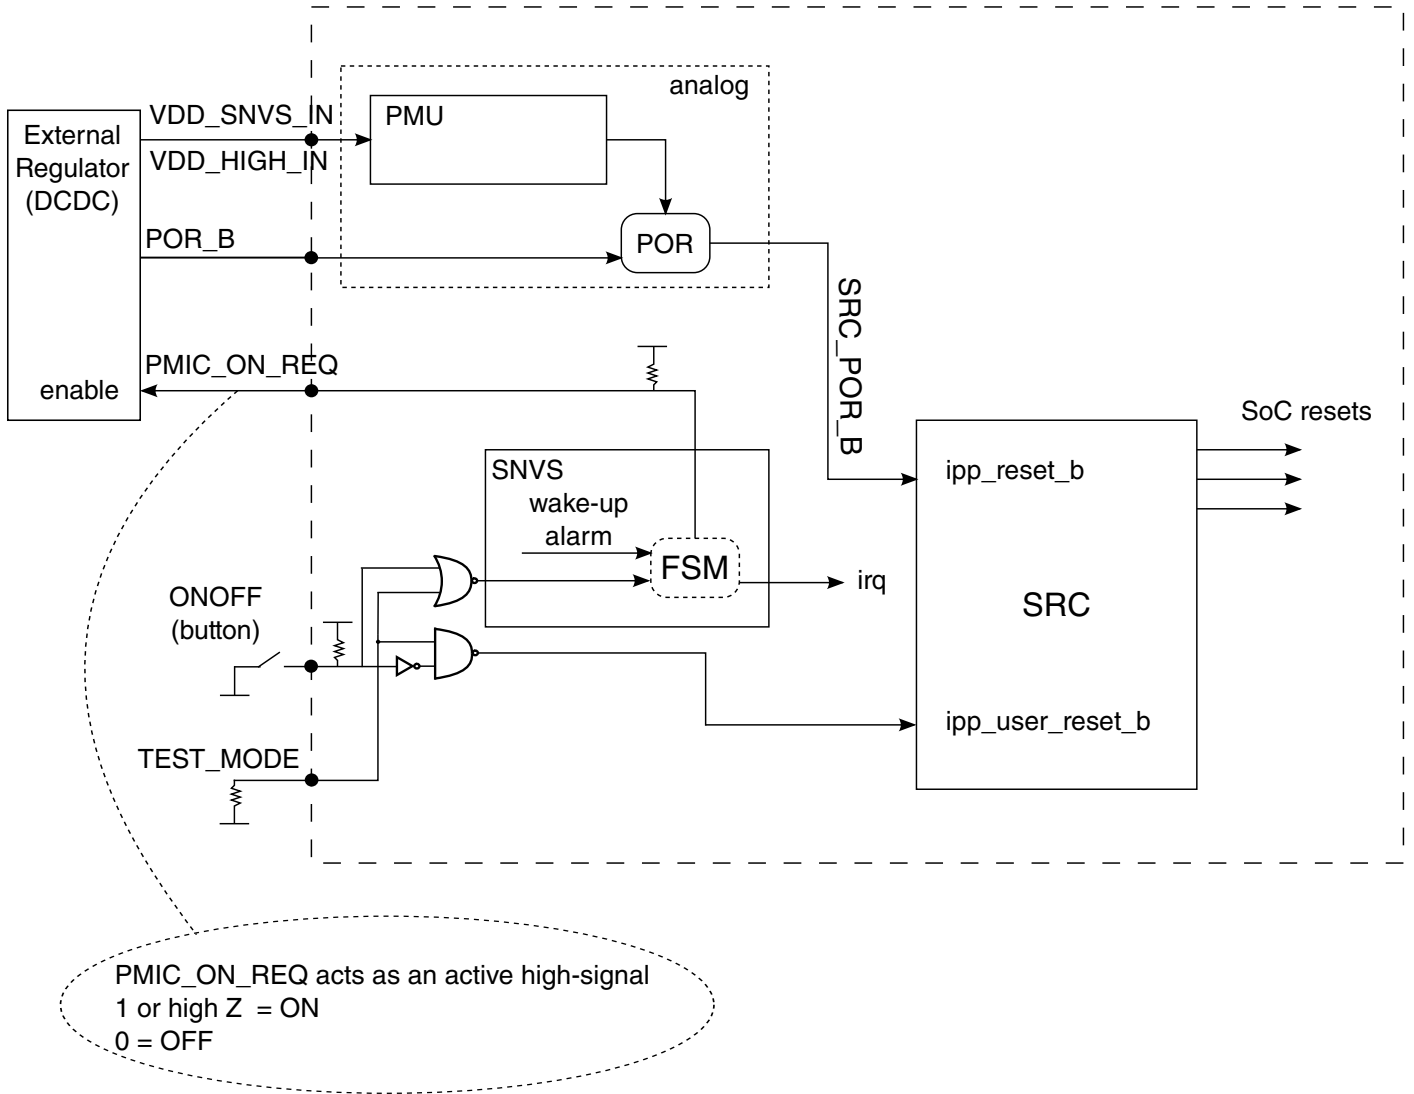 analog
VDD_SNVS_IN
VDD_HIGH_IN
PMU
External
Regulator
(DCDC)
POR_B
POR
SRC_POR_B
PMIC_ON_REQ
enable
SoC resets
SNVS
wake-up
alarm
FSM
irq
ipp_reset_b
SRC
ipp_user_reset_b
ONOFF
(button)
TEST_MODE
PMIC_ON_REQ acts as an active high-signal
1 or high Z = ON
0 = OFF